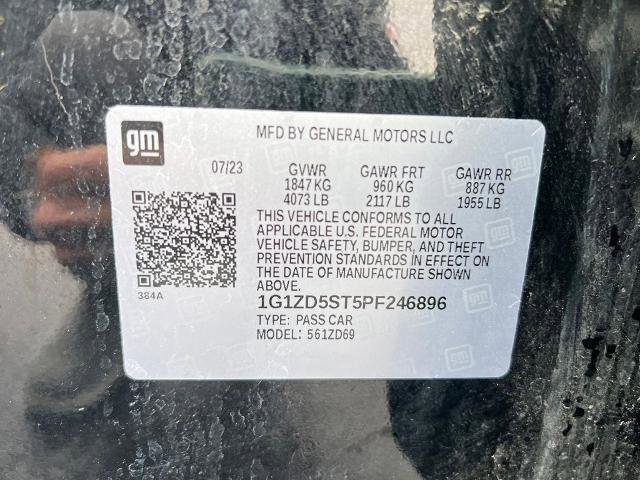 gm
MFD BY GENERAL MOTORS LLC
07/23 GVWR GAWR FRT GAWR RR
1847 KG 960 KG 887 KG
4073 LB 2117 LB 1955 LB
THIS VEHICLE CONFORMS TO ALL
APPLICABLE U.S. FEDERAL MOTOR
VEHICLE SAFETY, BUMPER, AND THEFT
PREVENTION STANDARDS IN EFFECT ON
THE DATE OF MANUFACTURE SHOWN
ABOVE.
384A
1G1ZD5ST5PF246896
TYPE: PASS CAR
MODEL: 561ZD69